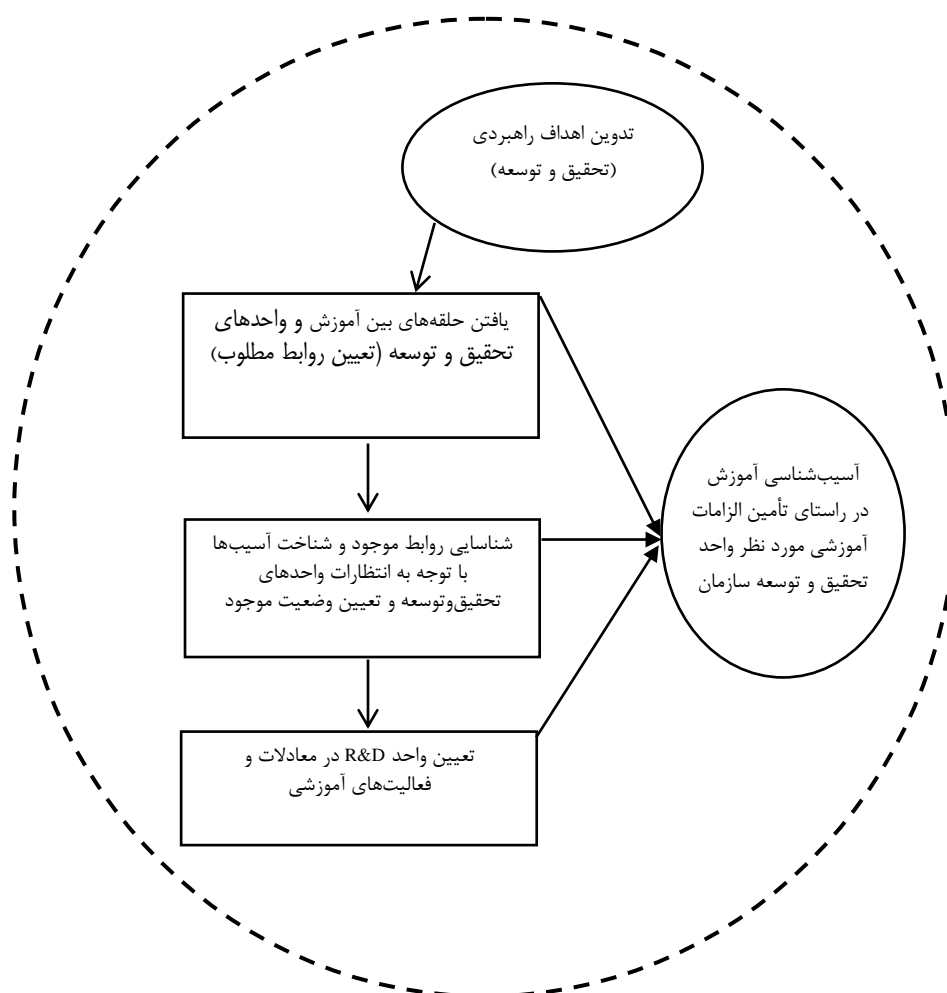 تدوین اهداف راهبردی
(تحقیق و توسعه)
یافتن حلقه‌های بین آموزش و واحدهای
تحقیق و توسعه (تعیین روابط مطلوب)
شناسایی روابط موجود و شناخت آسیب‌ها
با توجه به انتظارات واحدهای
تحقیق‌وتوسعه و تعیین وضعیت موجود
تعیین واحد R&D در معادلات و
فعالیت‌های آموزشی
آسیب‌شناسی آموزش
در راستای تأمین الزامات
آموزشی مورد نظر واحد
تحقیق و توسعه سازمان